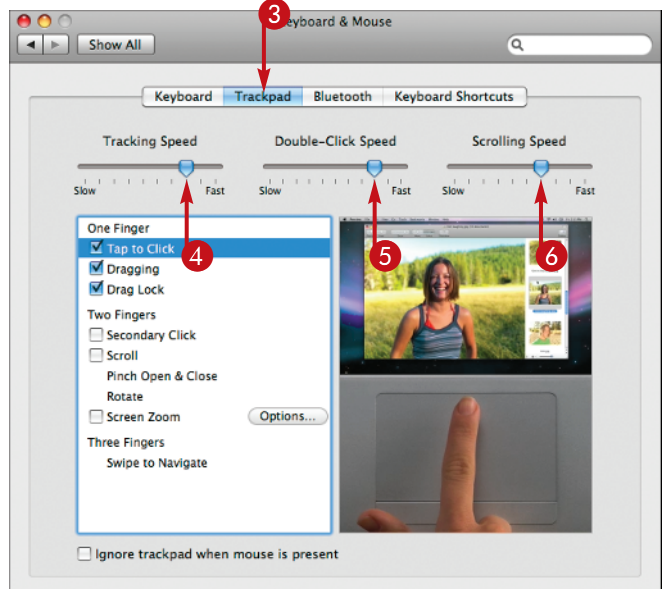 3
Keyboard & Mouse
Show All
Keyboard Trackpad Bluetooth Keyboard Shortcuts
Tracking Speed Double-Click Speed Scrolling Speed
Slow Fast Slow Fast Slow Fast
4 5 6
One Finger
Tap to Click
Dragging
Drag Lock
Two Fingers
Secondary Click
Scroll
Pinch Open & Close
Rotate
Screen Zoom Options...
Three Fingers
Swipe to Navigate
Ignore trackpad when mouse is present